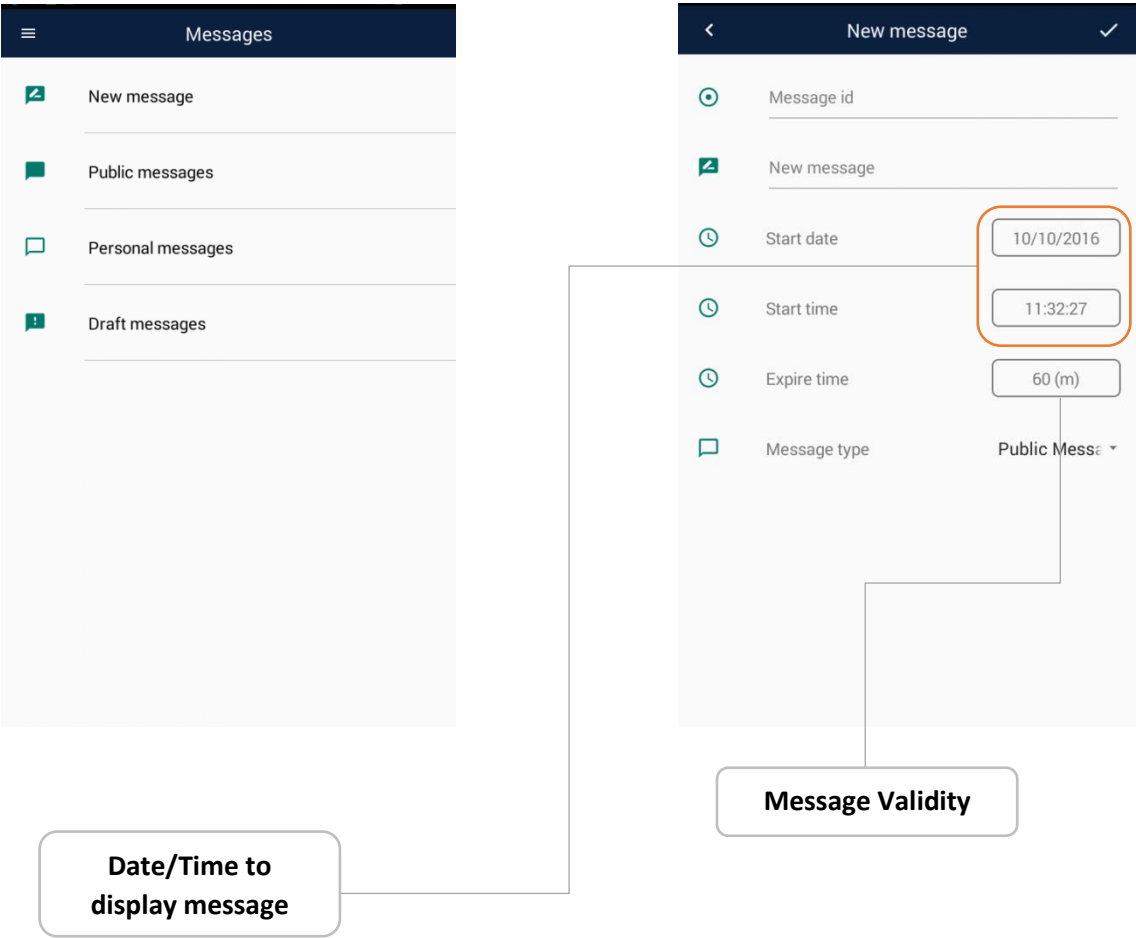 Messages
New message
Public messages
Personal messages
Draft messages
New message
Message id
New message
Start date 10/10/2016
Start time 11:32:27
Expire time 60 (m)
Message type Public Messa
Message Validity
Date/Time to
display message